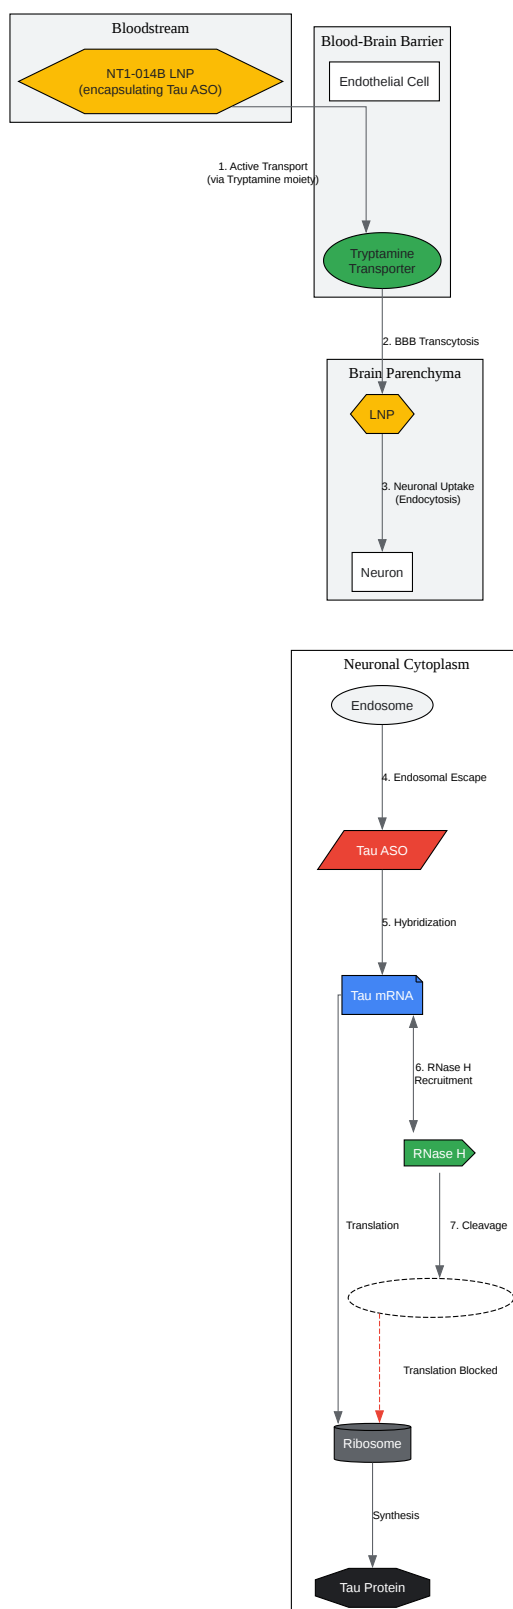 Bloodstream
NT1-014B LNP
(encapsulating Tau ASO)
Blood-Brain Barrier
Endothelial Cell
1. Active Transport
(via Tryptamine moiety)
Tryptamine
Transporter
2. BBB Transcytosis
Brain Parenchyma
LNP
3. Neuronal Uptake
(Endocytosis)
Neuron
Neuronal Cytoplasm
Endosome
4. Endosomal Escape
Tau ASO
5. Hybridization
Tau mRNA
6. RNase H
Recruitment
RNase H
Translation
7. Cleavage
Translation Blocked
Ribosome
Synthesis
Tau Protein